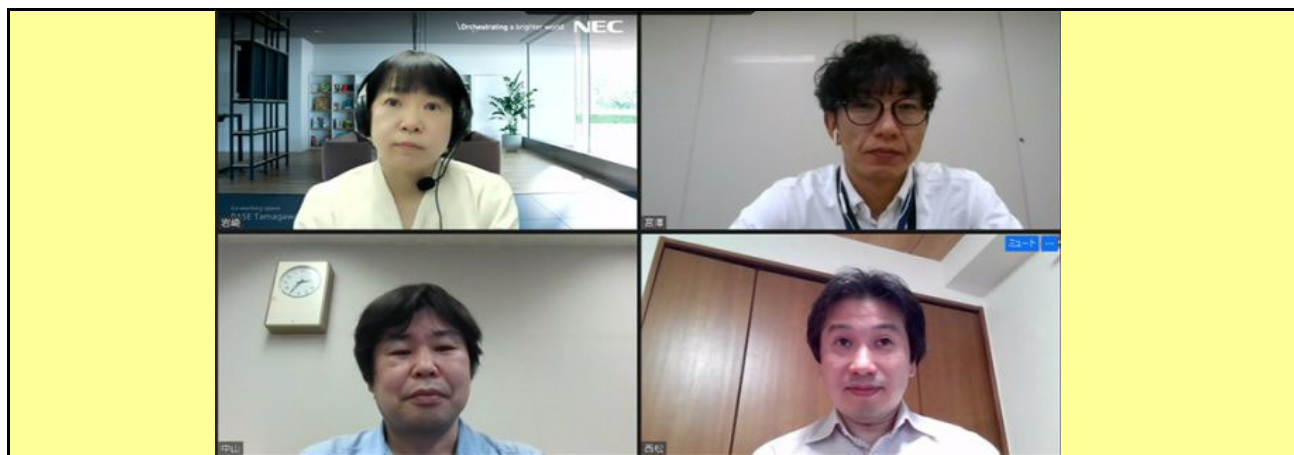 \Orchestrating a brighter world NEC
Co-working space
BASE Tamagawa
岩崎
宮澤
ミュート
中山
西松